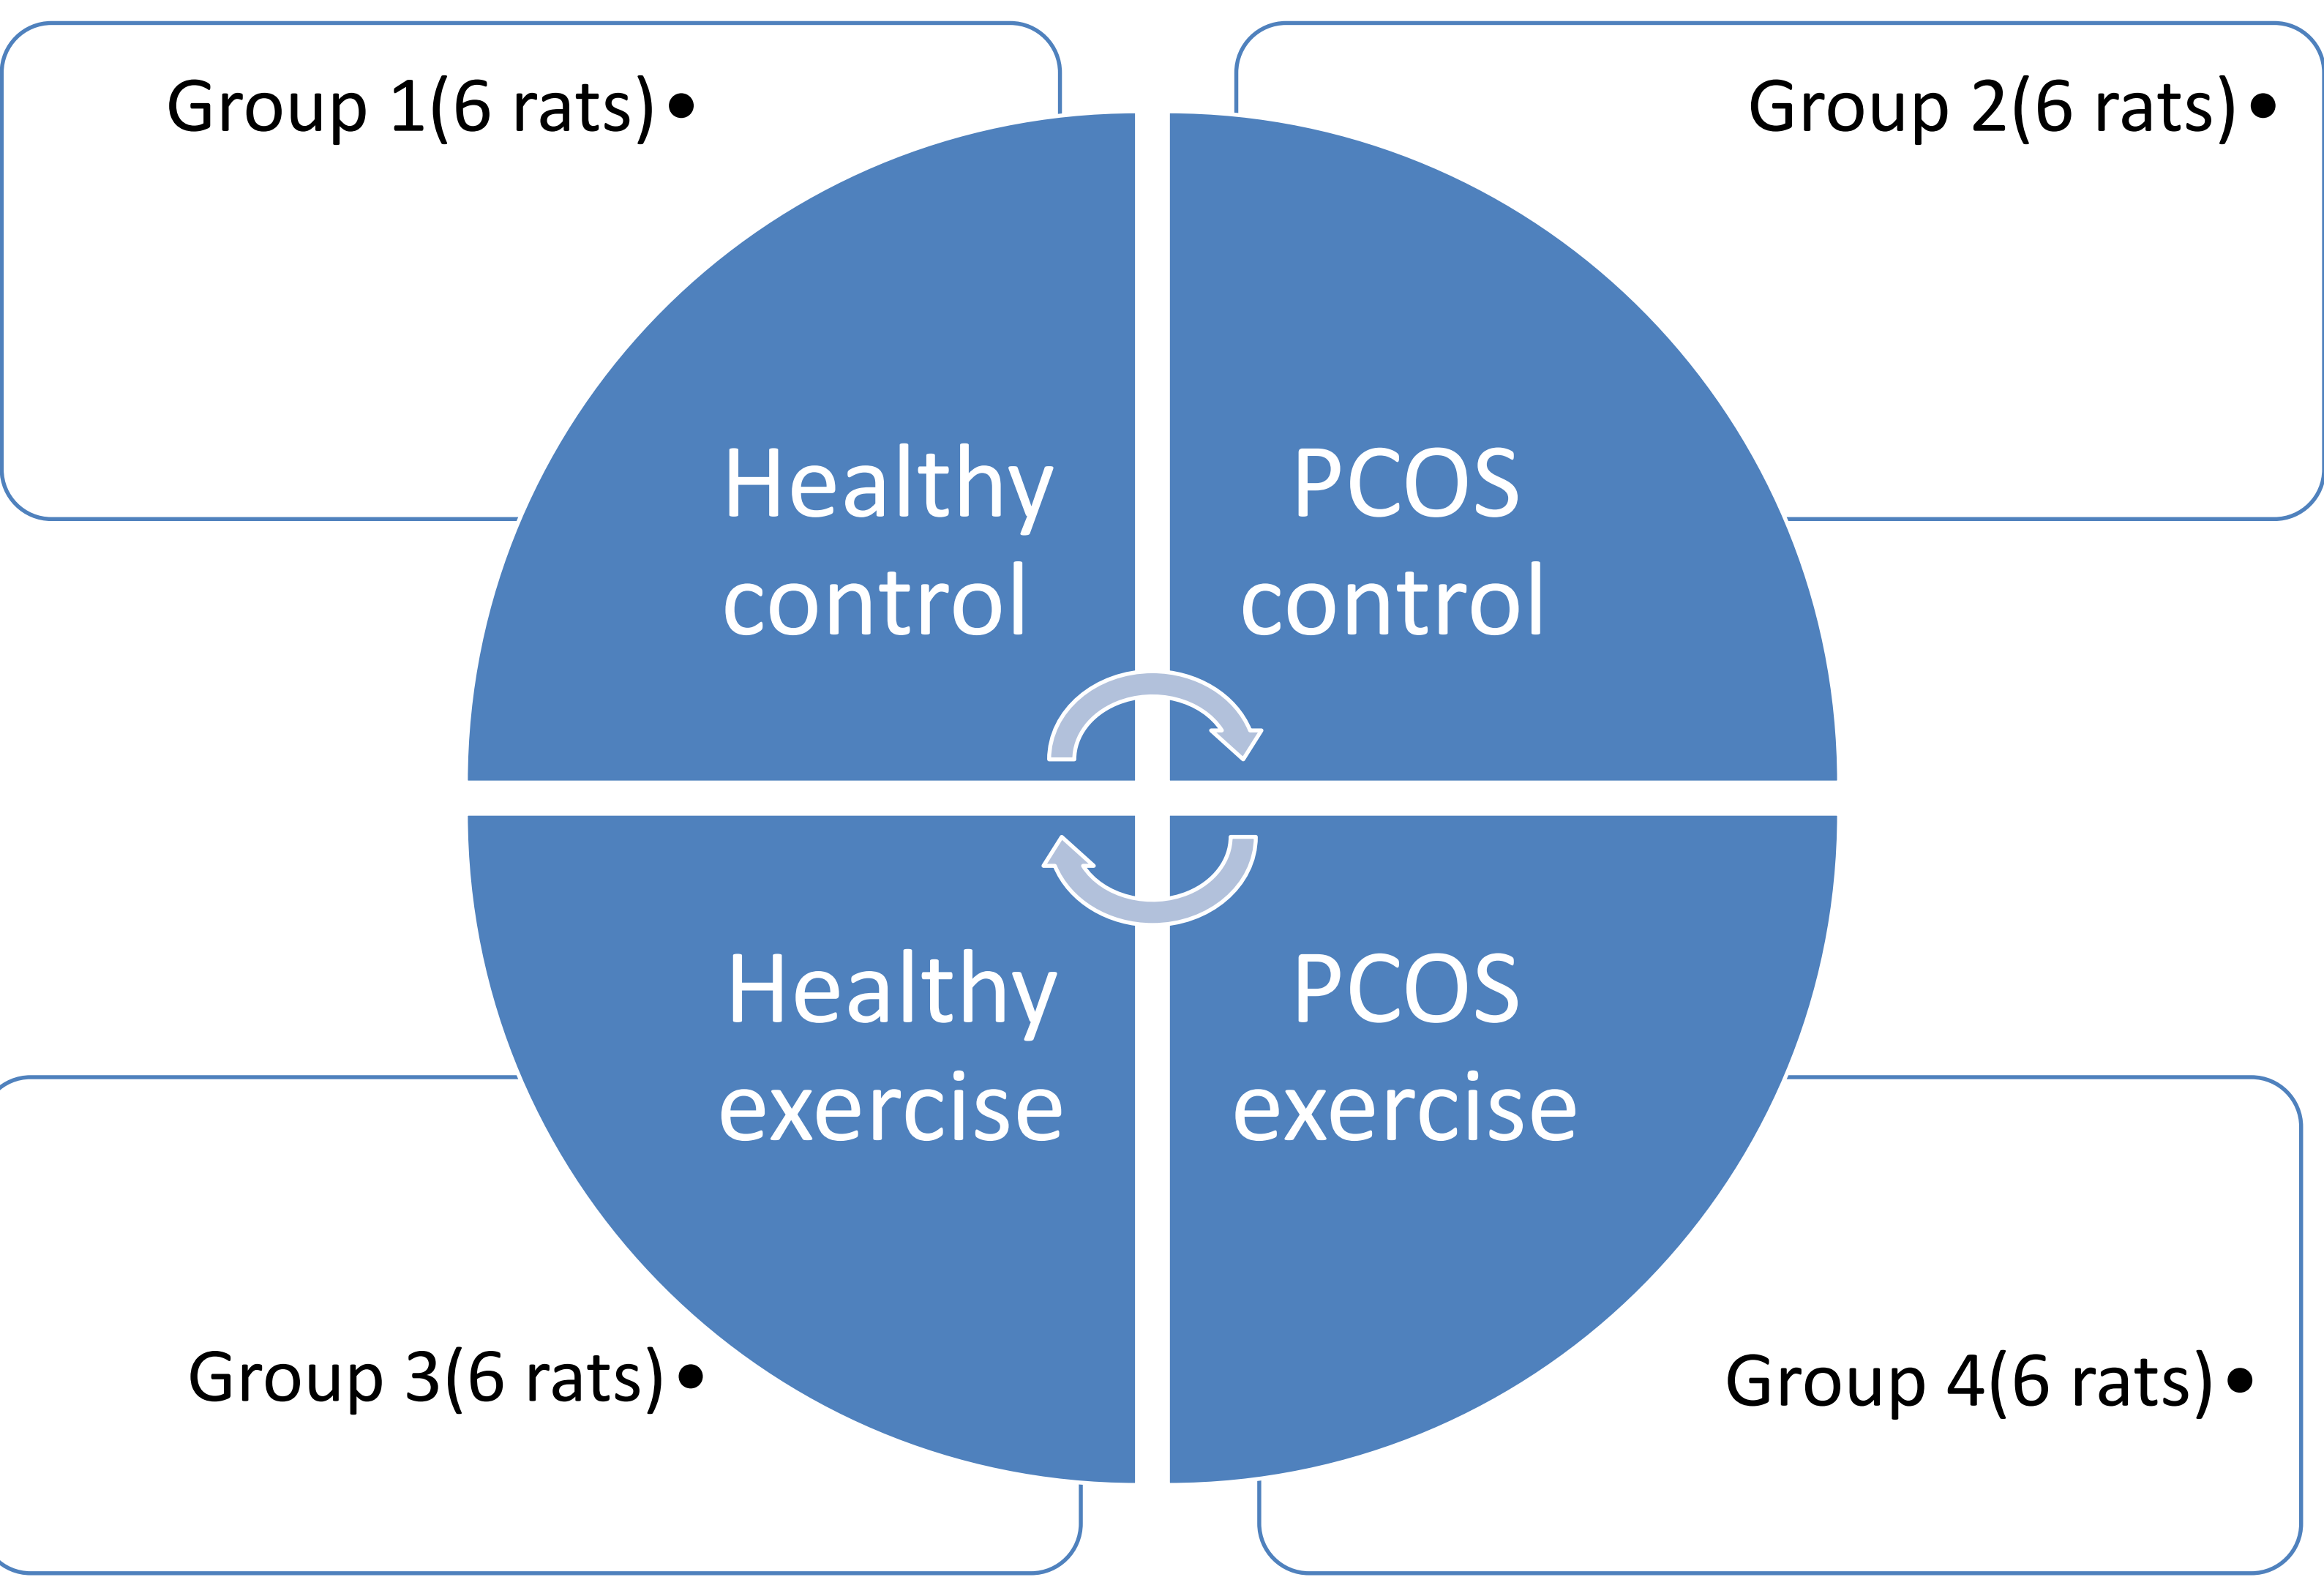 Group 1(6 rats)•
Group 2(6 rats)•
Healthy
control
PCOS
control
Healthy
exercise
PCOS
exercise
Group 3(6 rats)•
Group 4(6 rats)•